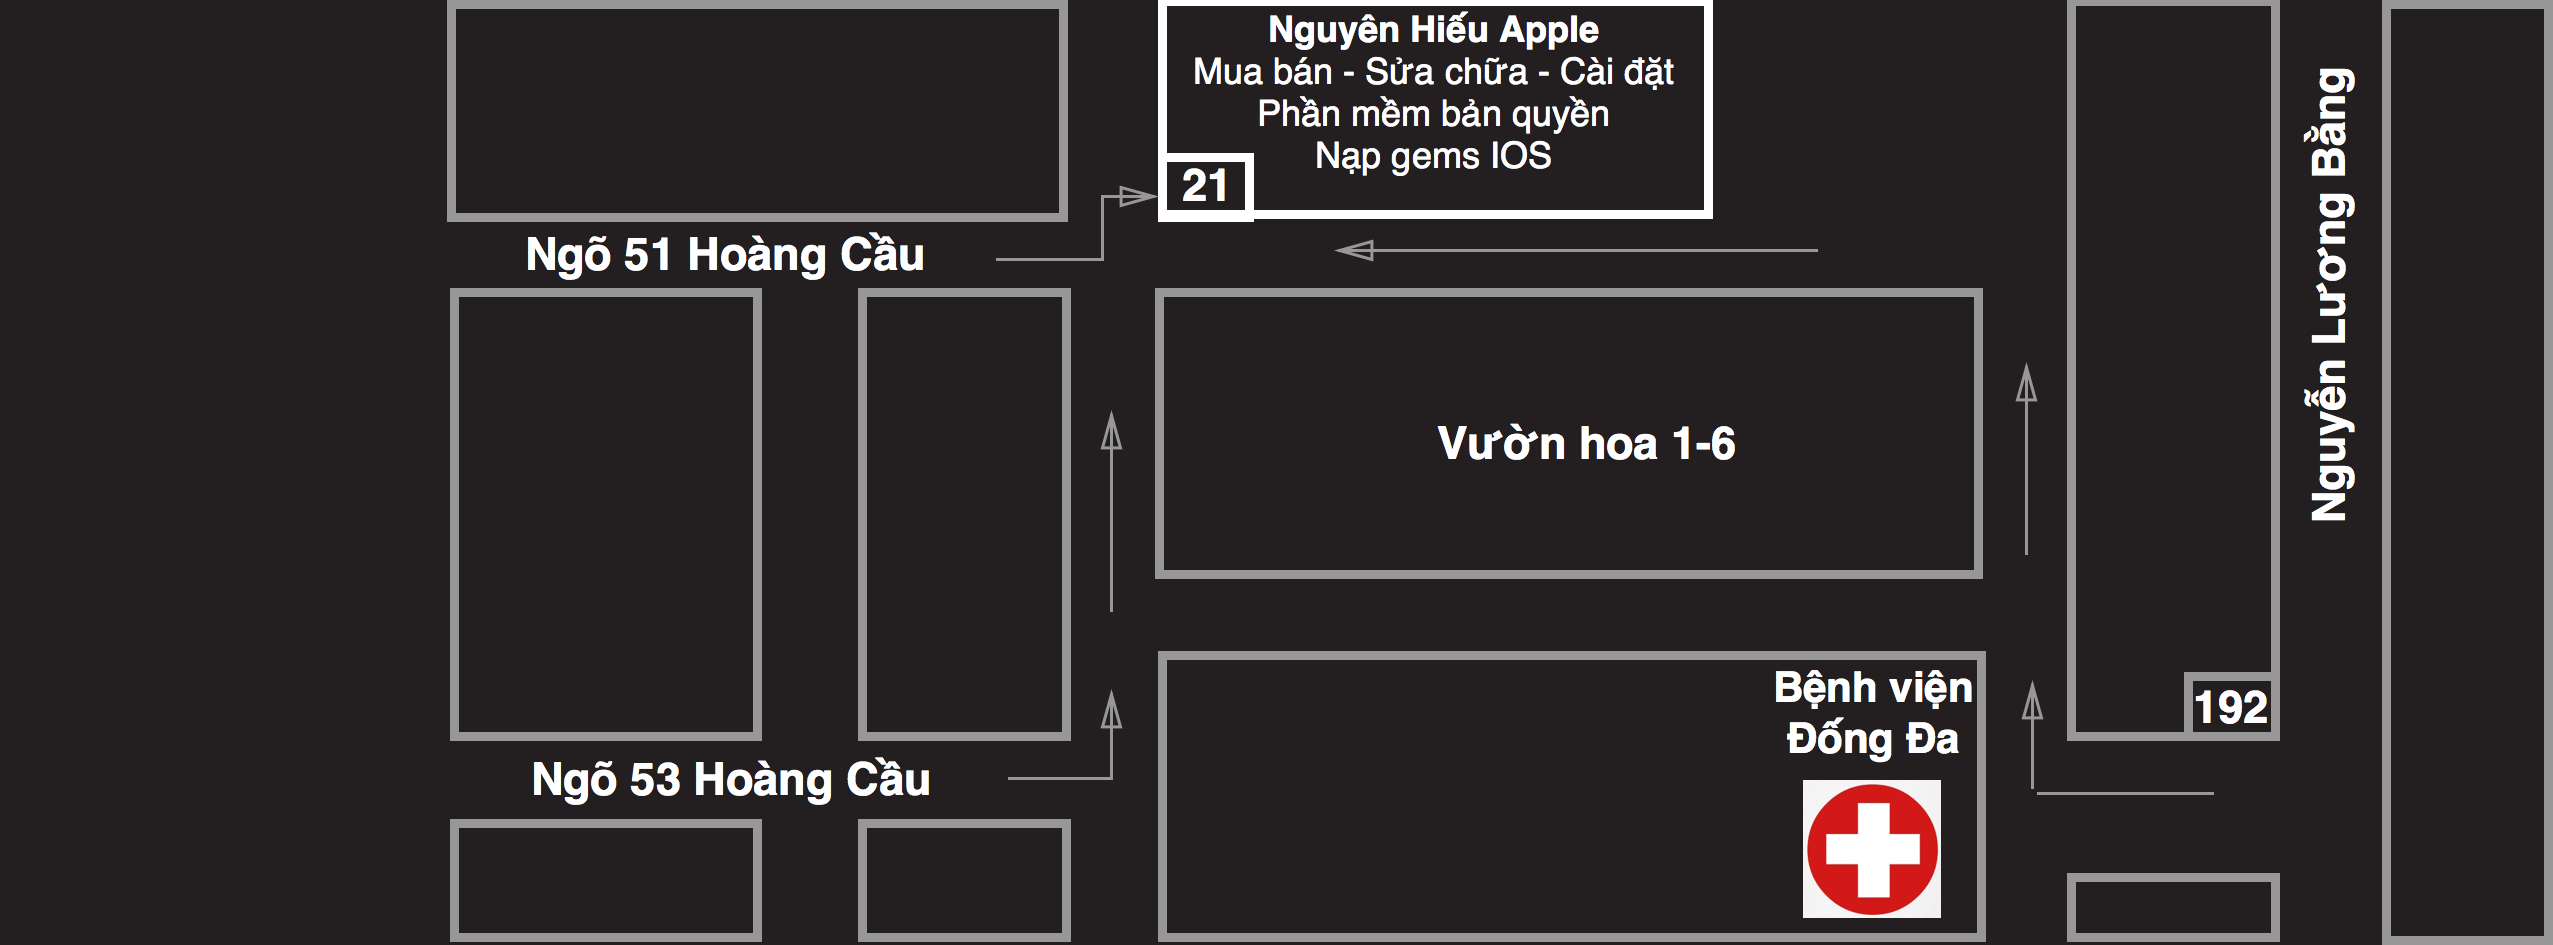 Nguyên Hiếu Apple
Mua bán - Sửa chữa - Cài đặt
Phần mềm bản quyền
Nạp gems IOS
21
Ngõ 51 Hoàng Cầu
Nguyễn Lương Bằng
Vườn hoa 1-6
Bệnh viện
Đống Đa
192
Ngõ 53 Hoàng Cầu